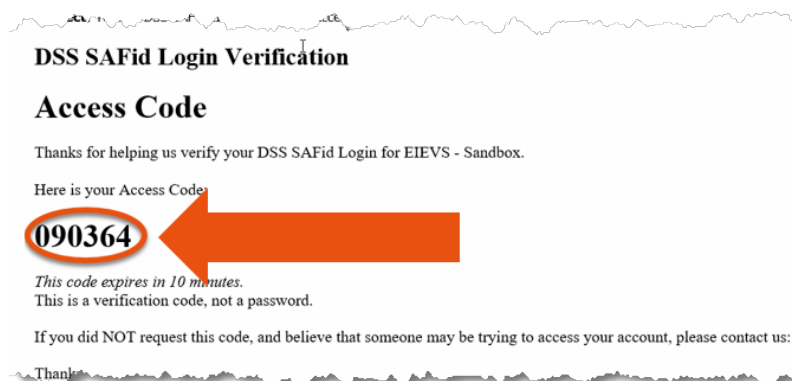 DSS SAFid Login Verification
Access Code
Thanks for helping us verify your DSS SAFid Login for EIEVS - Sandbox.
Here is your Access Code:
090364
This code expires in 10 minutes.
This is a verification code, not a password.
If you did NOT request this code, and believe that someone may be trying to access your account, please contact us: